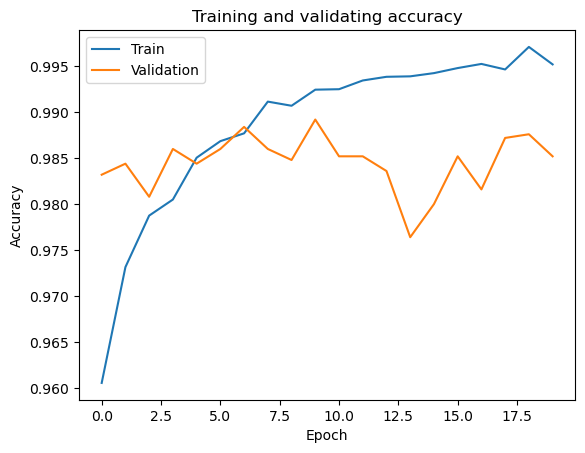 Training and validating accuracy
Train
Validation
0.995
0.990
0.985
0.980
0.975
0.970
0.965
0.960
Accuracy
0.0 2.5 5.0 7.5 10.0 12.5 15.0 17.5
Epoch